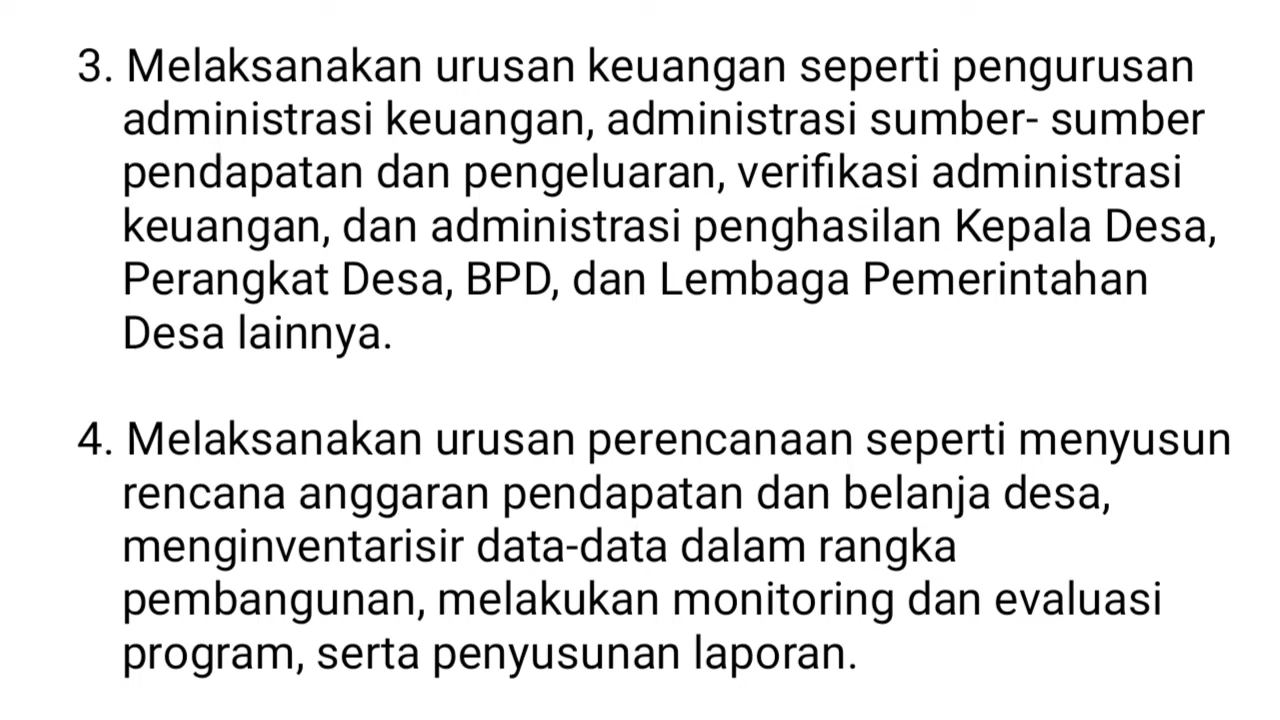 3. Melaksanakan urusan keuangan seperti pengurusan
administrasi keuangan, administrasi sumber- sumber
pendapatan dan pengeluaran, verifikasi administrasi
keuangan, dan administrasi penghasilan Kepala Desa,
Perangkat Desa, BPD, dan Lembaga Pemerintahan
Desa lainnya.
4. Melaksanakan urusan perencanaan seperti menyusun
rencana anggaran pendapatan dan belanja desa,
menginventarisir data-data dalam rangka
pembangunan, melakukan monitoring dan evaluasi
program, serta penyusunan laporan.